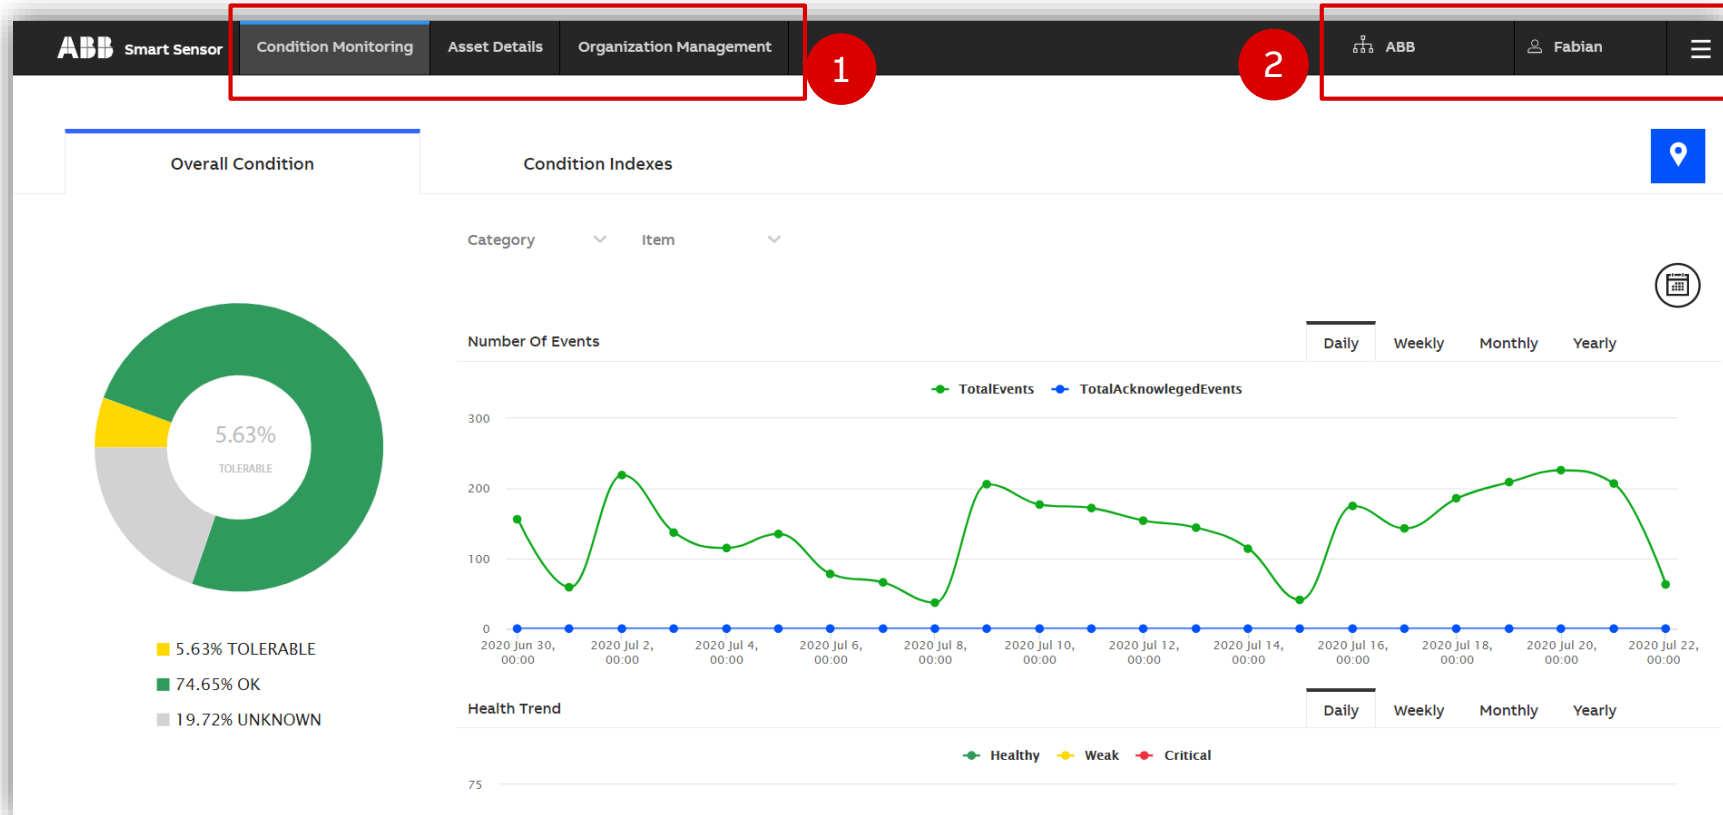 ABB Smart Sensor Condition Monitoring Asset Details Organization Management 1 2 ABB Fabian
Overall Condition Condition Indexes
Category Item
Number Of Events Daily Weekly Monthly Yearly
TotalEvents TotalAcknowlegedEvents
300
200
100
0
2020 Jun 30, 2020 Jul 2, 2020 Jul 4, 2020 Jul 6, 2020 Jul 8, 2020 Jul 10, 2020 Jul 12, 2020 Jul 14, 2020 Jul 16, 2020 Jul 18, 2020 Jul 20, 2020 Jul 22,
00:00 00:00 00:00 00:00 00:00 00:00 00:00 00:00 00:00 00:00 00:00 00:00
5.63%
TOLERABLE
5.63% TOLERABLE
74.65% OK
19.72% UNKNOWN
Health Trend Daily Weekly Monthly Yearly
Healthy Weak Critical
75